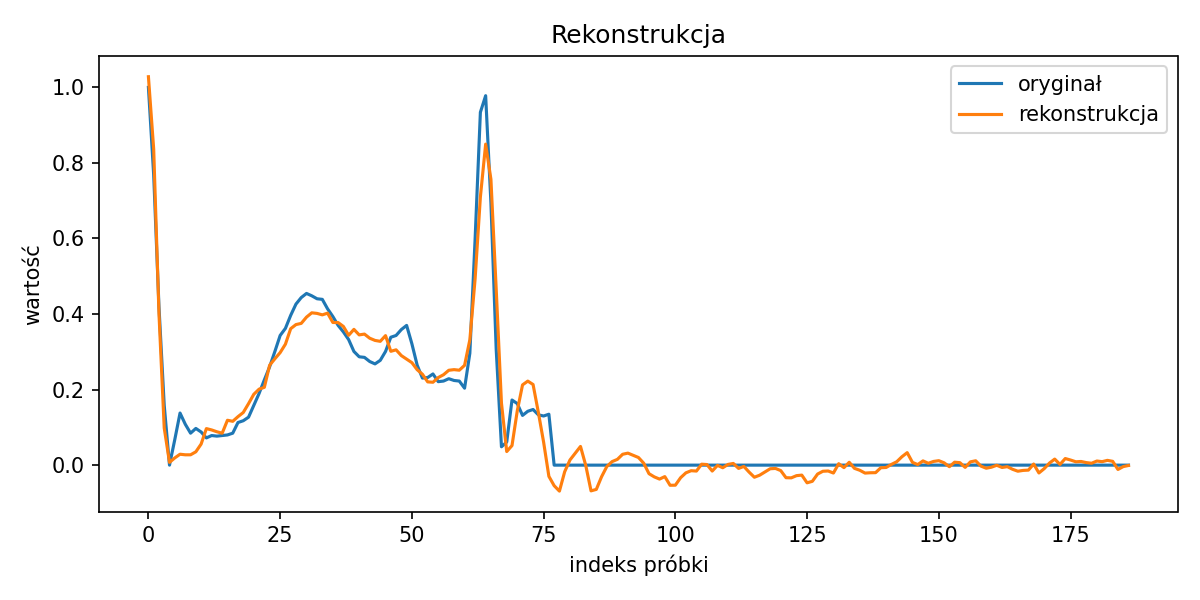 Rekonstrukcja
oryginał
rekonstrukcja
wartość
1.0
0.8
0.6
0.4
0.2
0.0
0 25 50 75 100 125 150 175
indeks próbki